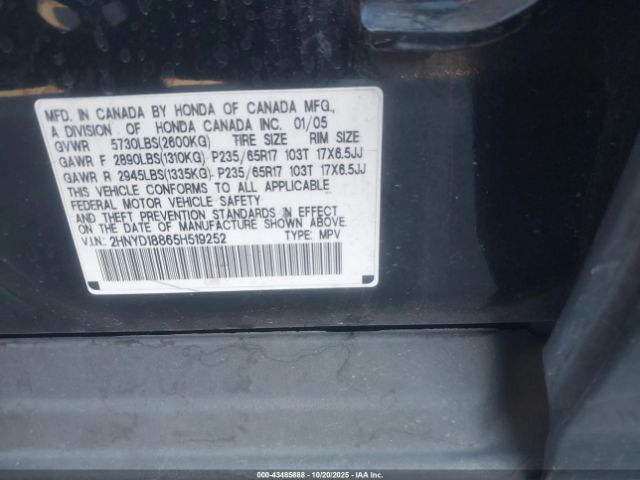 MFD. IN CANADA BY HONDA OF CANADA MFG.,
A DIVISION OF HONDA CANADA INC. 01/05
GVWR 5730LBS(2600KG) TIRE SIZE RIM SIZE
GAWR F 2890LBS(1310KG)-P235/65R17 103T 17X6.5JJ
GAWR R 2945LBS(1335KG)-P235/65R17 103T 17X6.5JJ
THIS VEHICLE CONFORMS TO ALL APPLICABLE
FEDERAL MOTOR VEHICLE SAFETY
AND THEFT PREVENTION STANDARDS IN EFFECT
ON THE DATE OF MANUFACTURE SHOWN ABOVE.
V.I.N.: 2HNYD18865H519252 TYPE: MPV
© IAA - 43485888 - 10/20/2025 - IAAI.COM